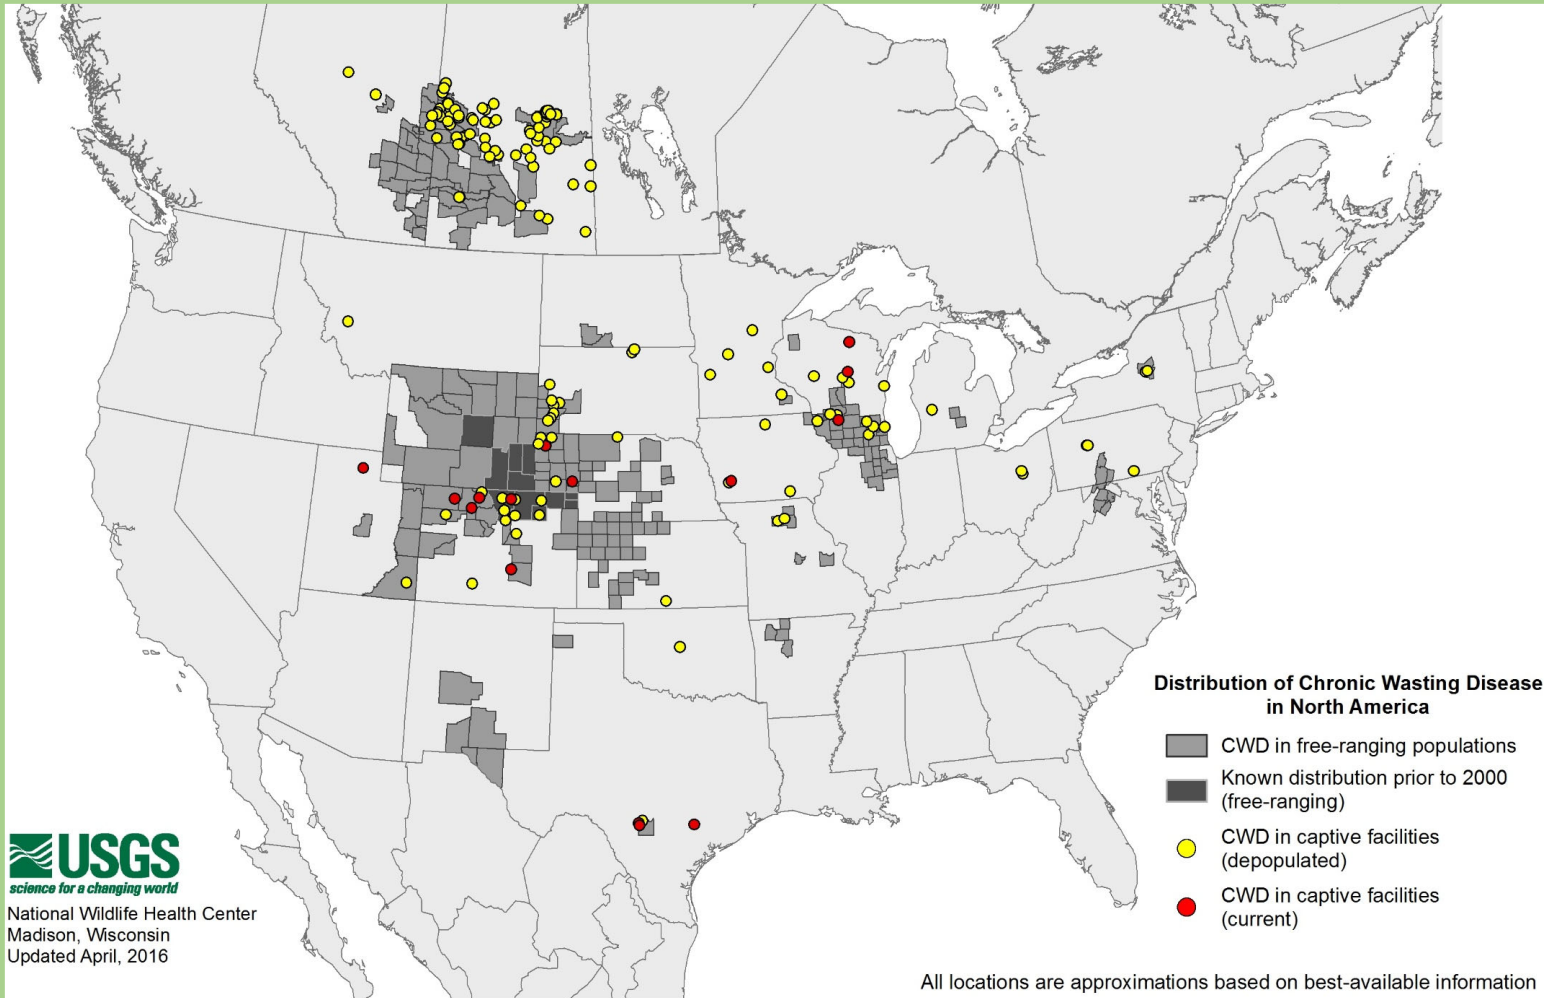 Distribution of Chronic Wasting Disease
in North America
CWD in free-ranging populations
Known distribution prior to 2000
(free-ranging)
CWD in captive facilities
(depopulated)
CWD in captive facilities
(current)
USGS
science for a changing world
National Wildlife Health Center
Madison, Wisconsin
Updated April, 2016
All locations are approximations based on best-available information